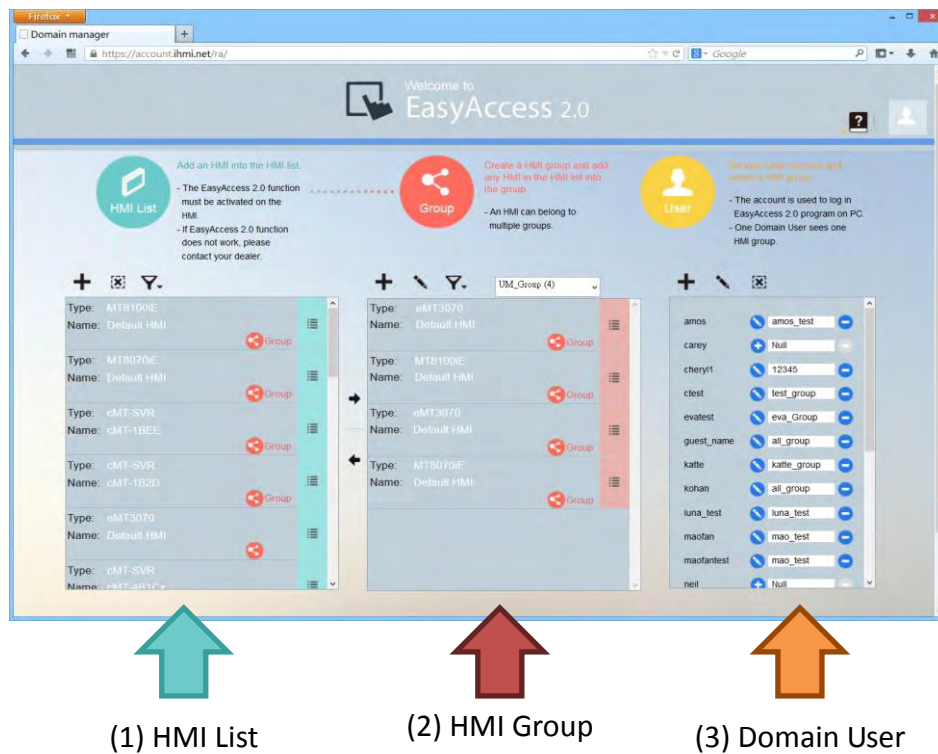 Firefox
Domain manager
+
https://account.ihmi.net/ra/
Google
Welcome to
EasyAccess 2.0
?
HMI List
Add an HMI into the HMI list.
- The EasyAccess 2.0 function
must be activated on the
HMI.
- If EasyAccess 2.0 function
does not work, please
contact your dealer.
Group
Create a HMI group and add
any HMI in the HMI list into
the group.
- An HMI can belong to
multiple groups.
User
- The account is used to log in
EasyAccess 2.0 program on PC.
- One Domain User sees one
HMI group.
Type: MT8100iE
Name: Default HMI
Group
Type: MT8070iE
Name: Default HMI
Group
Type: cMT-SVR
Name: cMT-1BEE
Group
Type: cMT-SVR
Name: cMT-1B2D
Group
Type: eMT3070
Name: Default HMI
Type: cMT-SVR
Name:
UM_Group (4)
Type: eMT3070
Name: Default HMI
Group
Type: MT8100iE
Name: Default HMI
Group
Type: eMT3070
Name: Default HMI
Group
Type: MT8070iE
Name: Default HMI
Group
amos amos_test
carey Null
cheryl1 12345
ctest test_group
evatest eva_Group
guest_name all_group
katte katte_group
kohan all_group
luna_test luna_test
maofan mao_test
maofantest mao_test
neil Null
(1) HMI List
(2) HMI Group
(3) Domain User